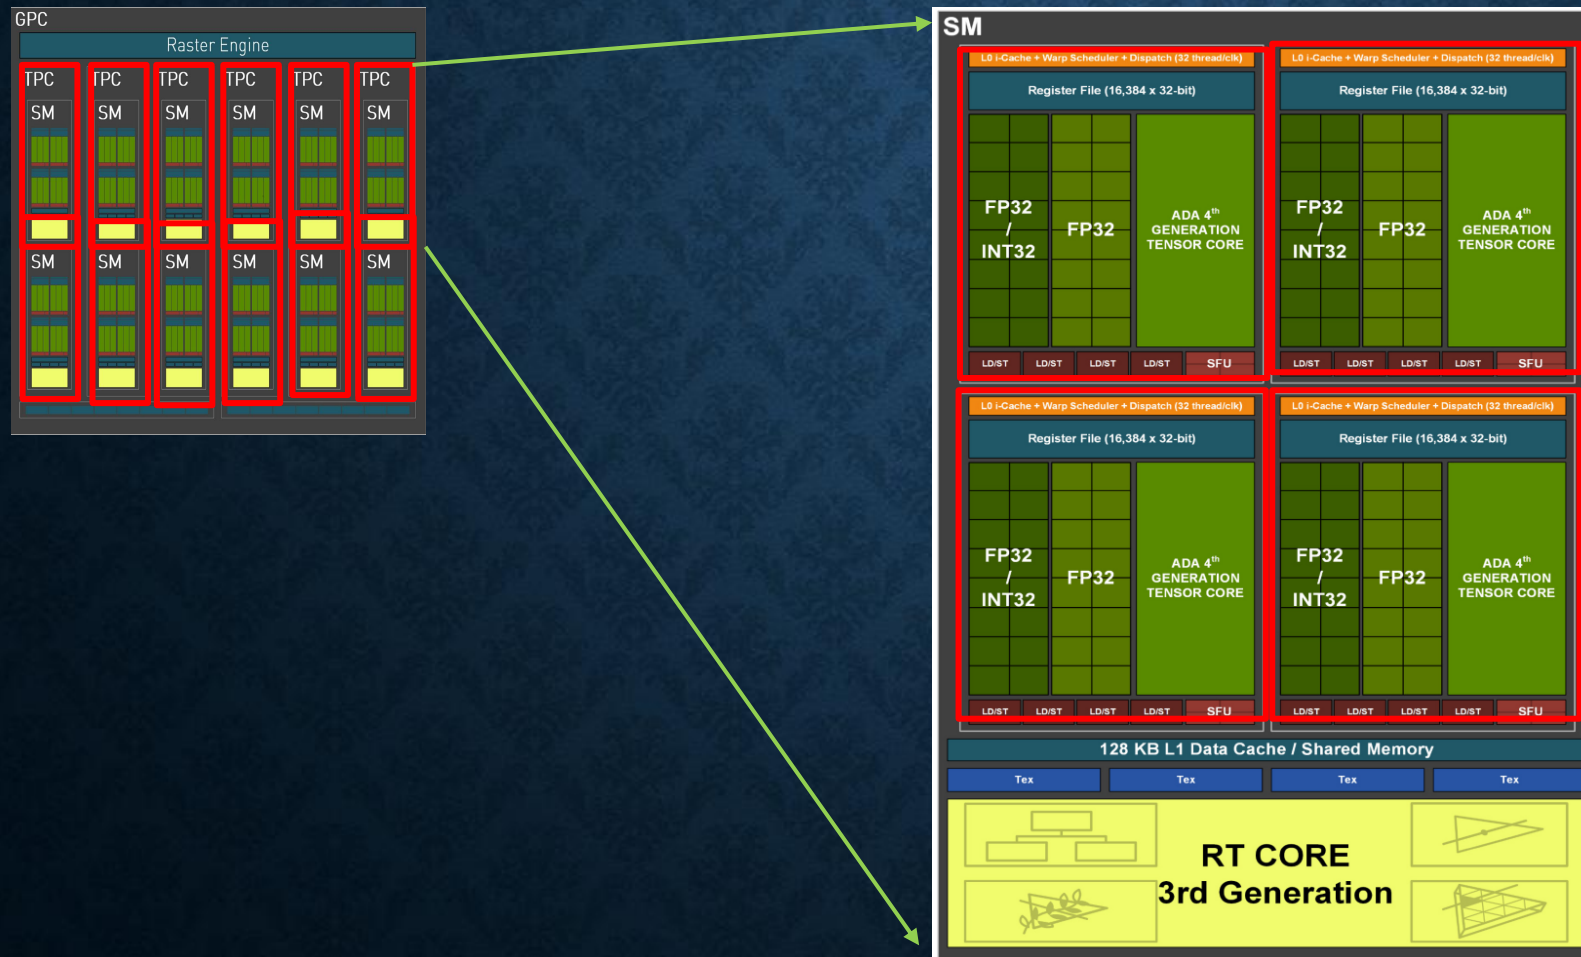 GPC
Raster Engine
TPC TPC TPC TPC TPC TPC
SM SM SM SM SM SM
SM SM SM SM SM SM
SM
L0 i-Cache + Warp Scheduler + Dispatch (32 thread/clk)
Register File (16,384 x 32-bit)
FP32
/
INT32
FP32
ADA 4th
GENERATION
TENSOR CORE
LD/ST LD/ST LD/ST LD/ST SFU
L0 i-Cache + Warp Scheduler + Dispatch (32 thread/clk)
Register File (16,384 x 32-bit)
FP32
/
INT32
FP32
ADA 4th
GENERATION
TENSOR CORE
LD/ST LD/ST LD/ST LD/ST SFU
L0 i-Cache + Warp Scheduler + Dispatch (32 thread/clk)
Register File (16,384 x 32-bit)
FP32
/
INT32
FP32
ADA 4th
GENERATION
TENSOR CORE
LD/ST LD/ST LD/ST LD/ST SFU
L0 i-Cache + Warp Scheduler + Dispatch (32 thread/clk)
Register File (16,384 x 32-bit)
FP32
/
INT32
FP32
ADA 4th
GENERATION
TENSOR CORE
LD/ST LD/ST LD/ST LD/ST SFU
128 KB L1 Data Cache / Shared Memory
Tex Tex Tex Tex
RT CORE
3rd Generation